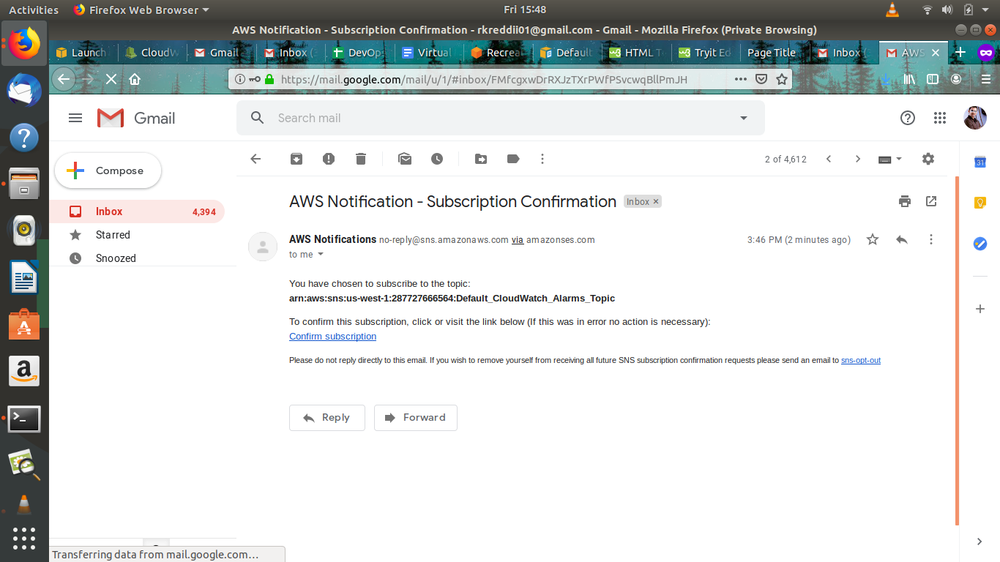 Activities Firefox Web Browser Fri 15:48
AWS Notification - Subscription Confirmation - rkreddii01@gmail.com - Gmail - Mozilla Firefox (Private Browsing)
Launch CloudW Gmail Inbox ( DevOps Virtual Recrea Default HTML T Tryit Ed Page Title Inbox ( AWS
https://mail.google.com/mail/u/1/#inbox/FMfcgxwDrRXJzTXrPWfPSvcwqBllPmJH
Gmail Search mail
Compose 2 of 4,612
31
AWS Notification - Subscription Confirmation Inbox ×
Inbox 4,394
Starred
AWS Notifications no-reply@sns.amazonaws.com via amazonses.com 3:46 PM (2 minutes ago)
to me
Snoozed
You have chosen to subscribe to the topic:
arn:aws:sns:us-west-1:287727666564:Default_CloudWatch_Alarms_Topic
To confirm this subscription, click or visit the link below (If this was in error no action is necessary):
Confirm subscription
Please do not reply directly to this email. If you wish to remove yourself from receiving all future SNS subscription confirmation requests please send an email to sns-opt-out
Reply Forward
Transferring data from mail.google.com…